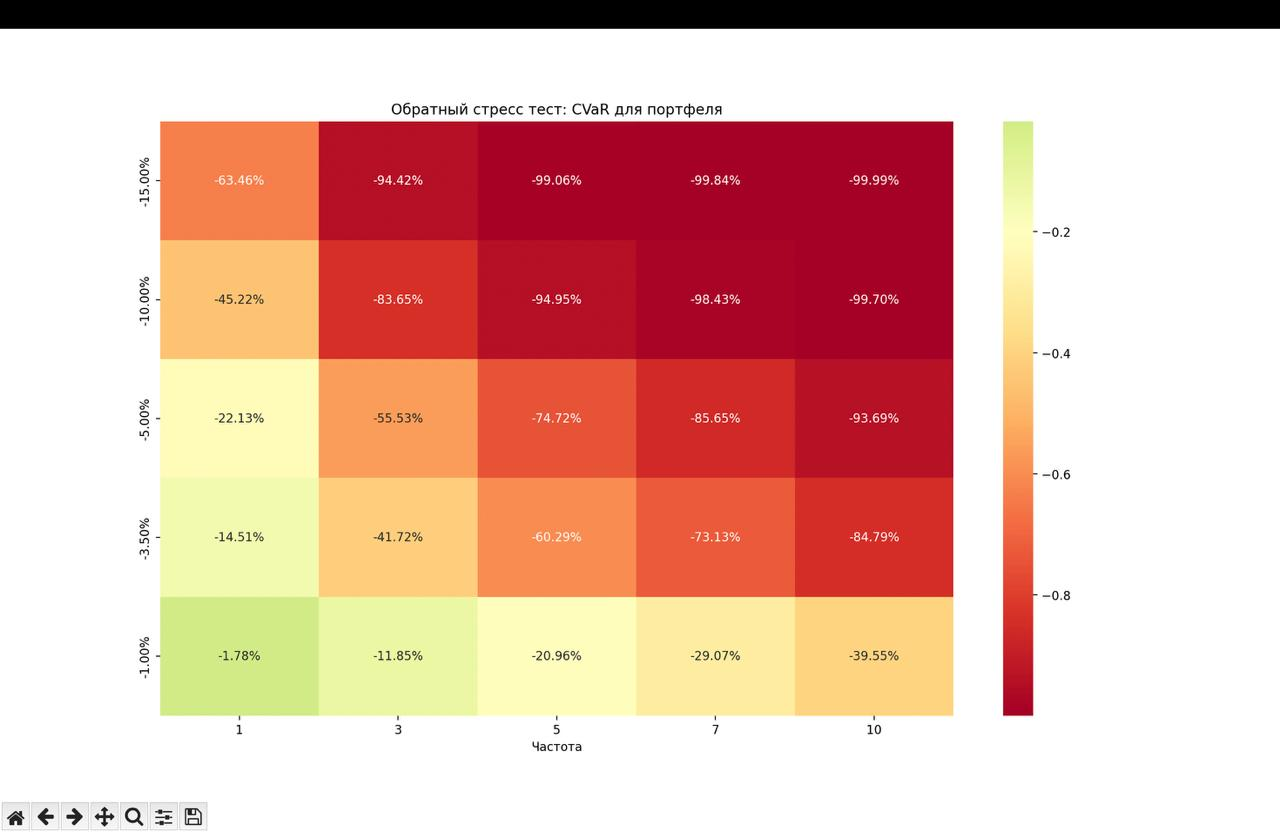 Обратный стресс тест: CVaR для портфеля
-15.00% -63.46% -94.42% -99.06% -99.84% -99.99%
-10.00% -45.22% -83.65% -94.95% -98.43% -99.70%
-5.00% -22.13% -55.53% -74.72% -85.65% -93.69%
-3.50% -14.51% -41.72% -60.29% -73.13% -84.79%
-1.00% -1.78% -11.85% -20.96% -29.07% -39.55%
1 3 5 7 10
Частота
−0.2
−0.4
−0.6
−0.8